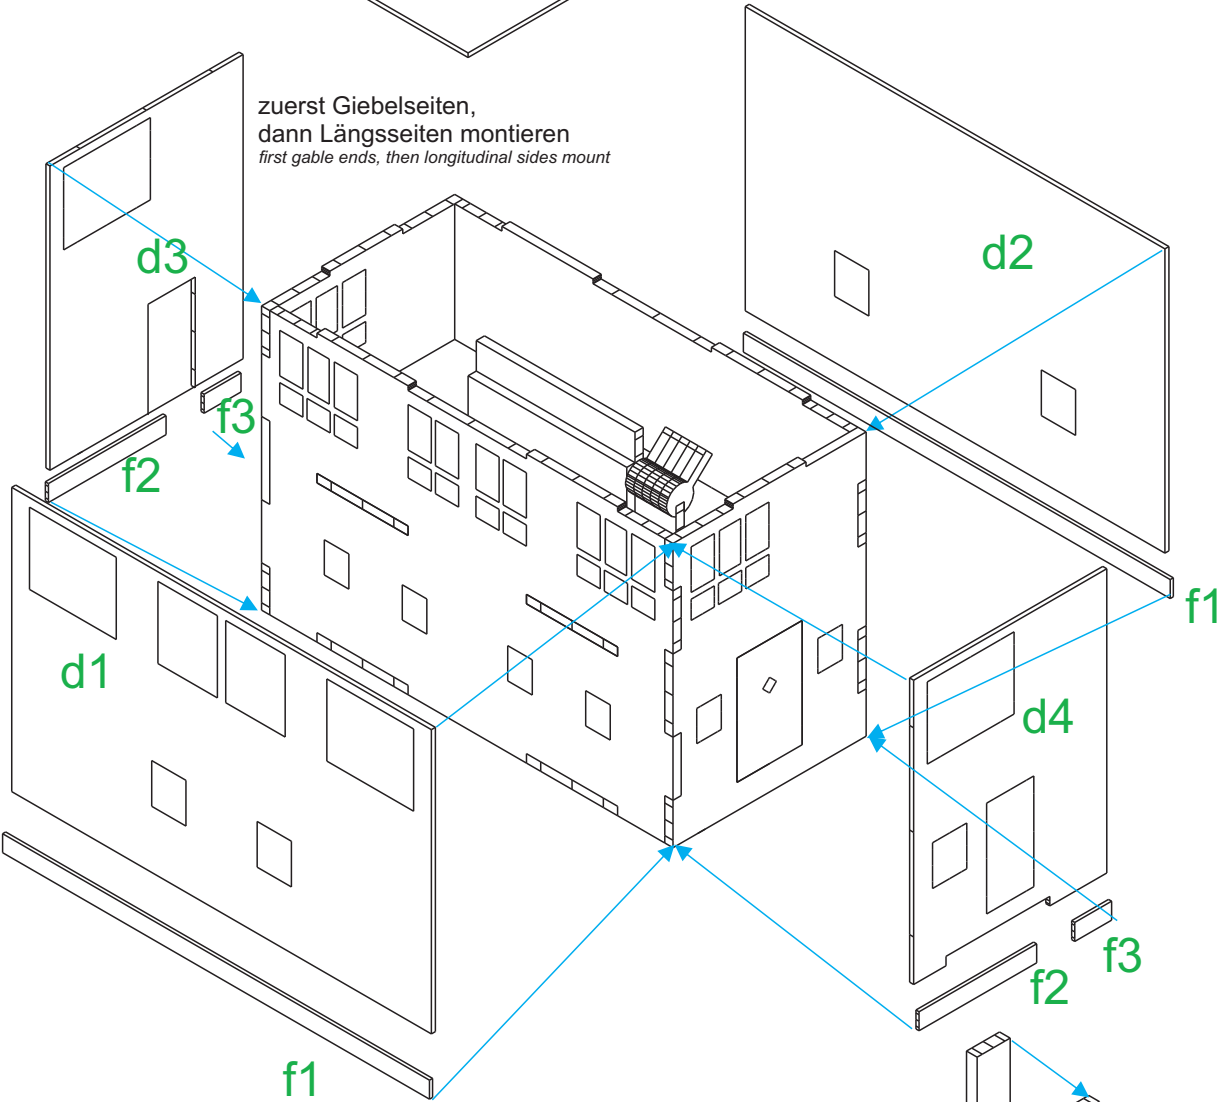 zuerst Giebelseiten,
dann Längsseiten montieren
first gable ends, then longitudinal sides mount
d3
d2
f3
f2
f1
d1
d4
f3
f2
f1